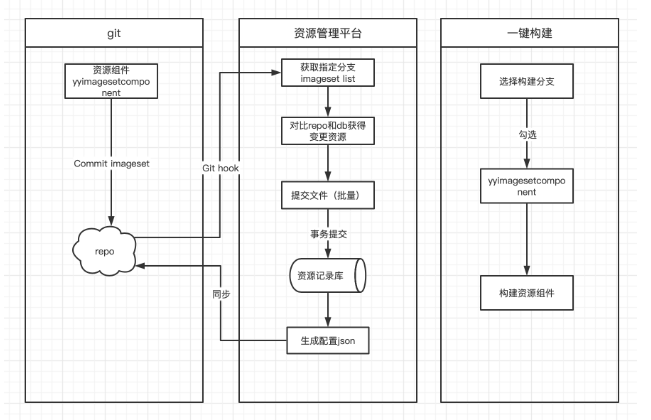 git
资源组件
yyimagesetcompo
nent
Commit imageset
repo
Git hook
同步
资源管理平台
获取指定分支
imageset list
对比repo和db获得
变更资源
提交文件（批量）
事务提交
资源记录库
生成配置json
一键构建
选择构建分支
勾选
yyimagesetcompo
nent
构建资源组件